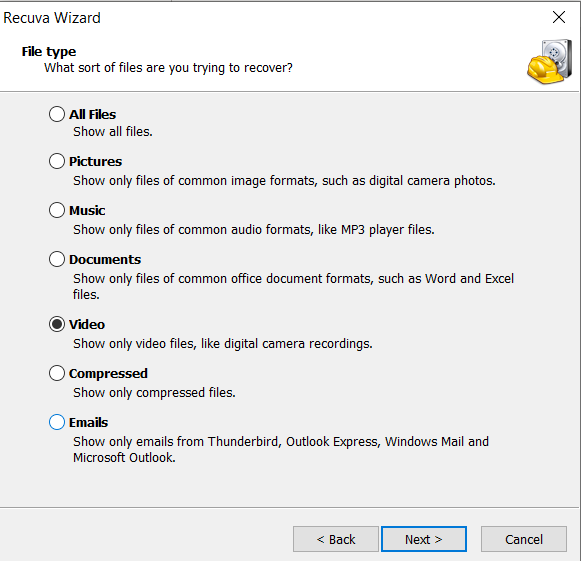 Recuva Wizard
File type
What sort of files are you trying to recover?
All Files
Show all files.
Pictures
Show only files of common image formats, such as digital camera photos.
Music
Show only files of common audio formats, like MP3 player files.
Documents
Show only files of common office document formats, such as Word and Excel
files.
Video
Show only video files, like digital camera recordings.
Compressed
Show only compressed files.
Emails
Show only emails from Thunderbird, Outlook Express, Windows Mail and
Microsoft Outlook.
< Back Next > Cancel